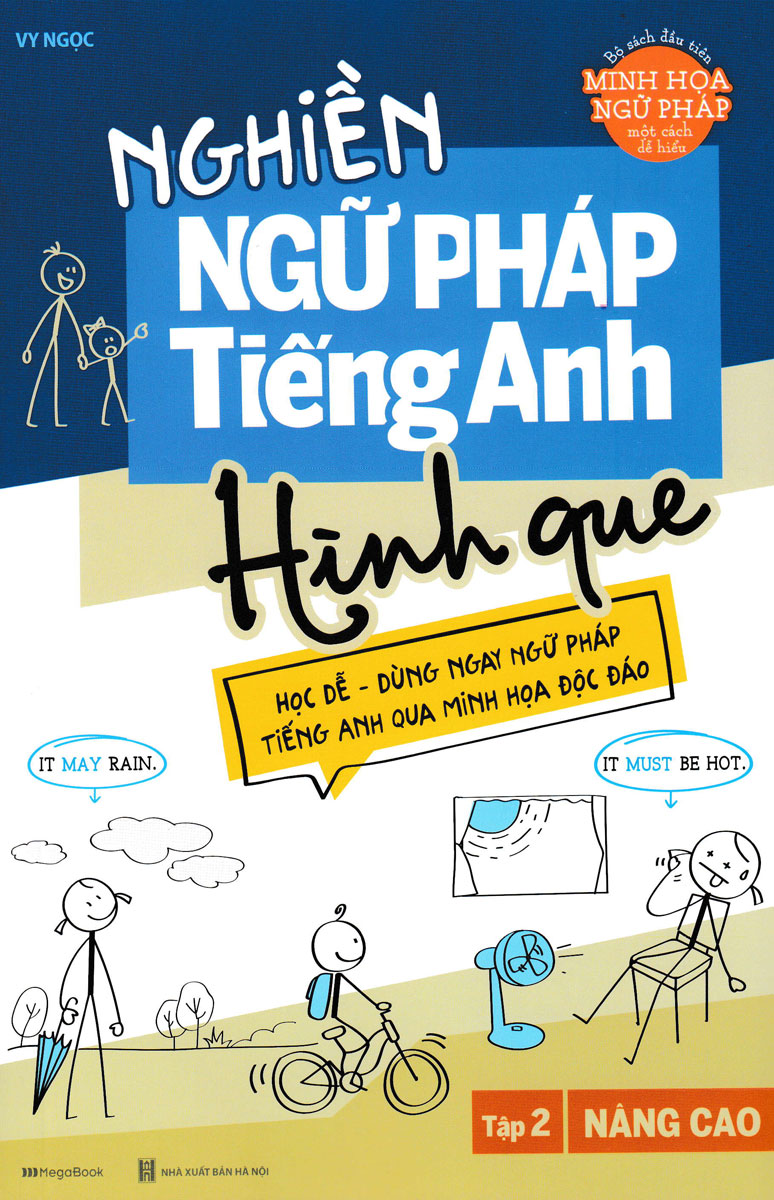 VY NGỌC
Bộ sách đầu tiên
MINH HỌA
NGỮ PHÁP
một cách
dễ hiểu
NGHIỀN
NGỮ PHÁP
Tiếng Anh
Hình que
HỌC DỄ - DÙNG NGAY NGỮ PHÁP
TIẾNG ANH QUA MINH HỌA ĐỘC ĐÁO
IT MAY RAIN.
IT MUST BE HOT.
Tập 2
NÂNG CAO
MegaBook
NHÀ XUẤT BẢN HÀ NỘI